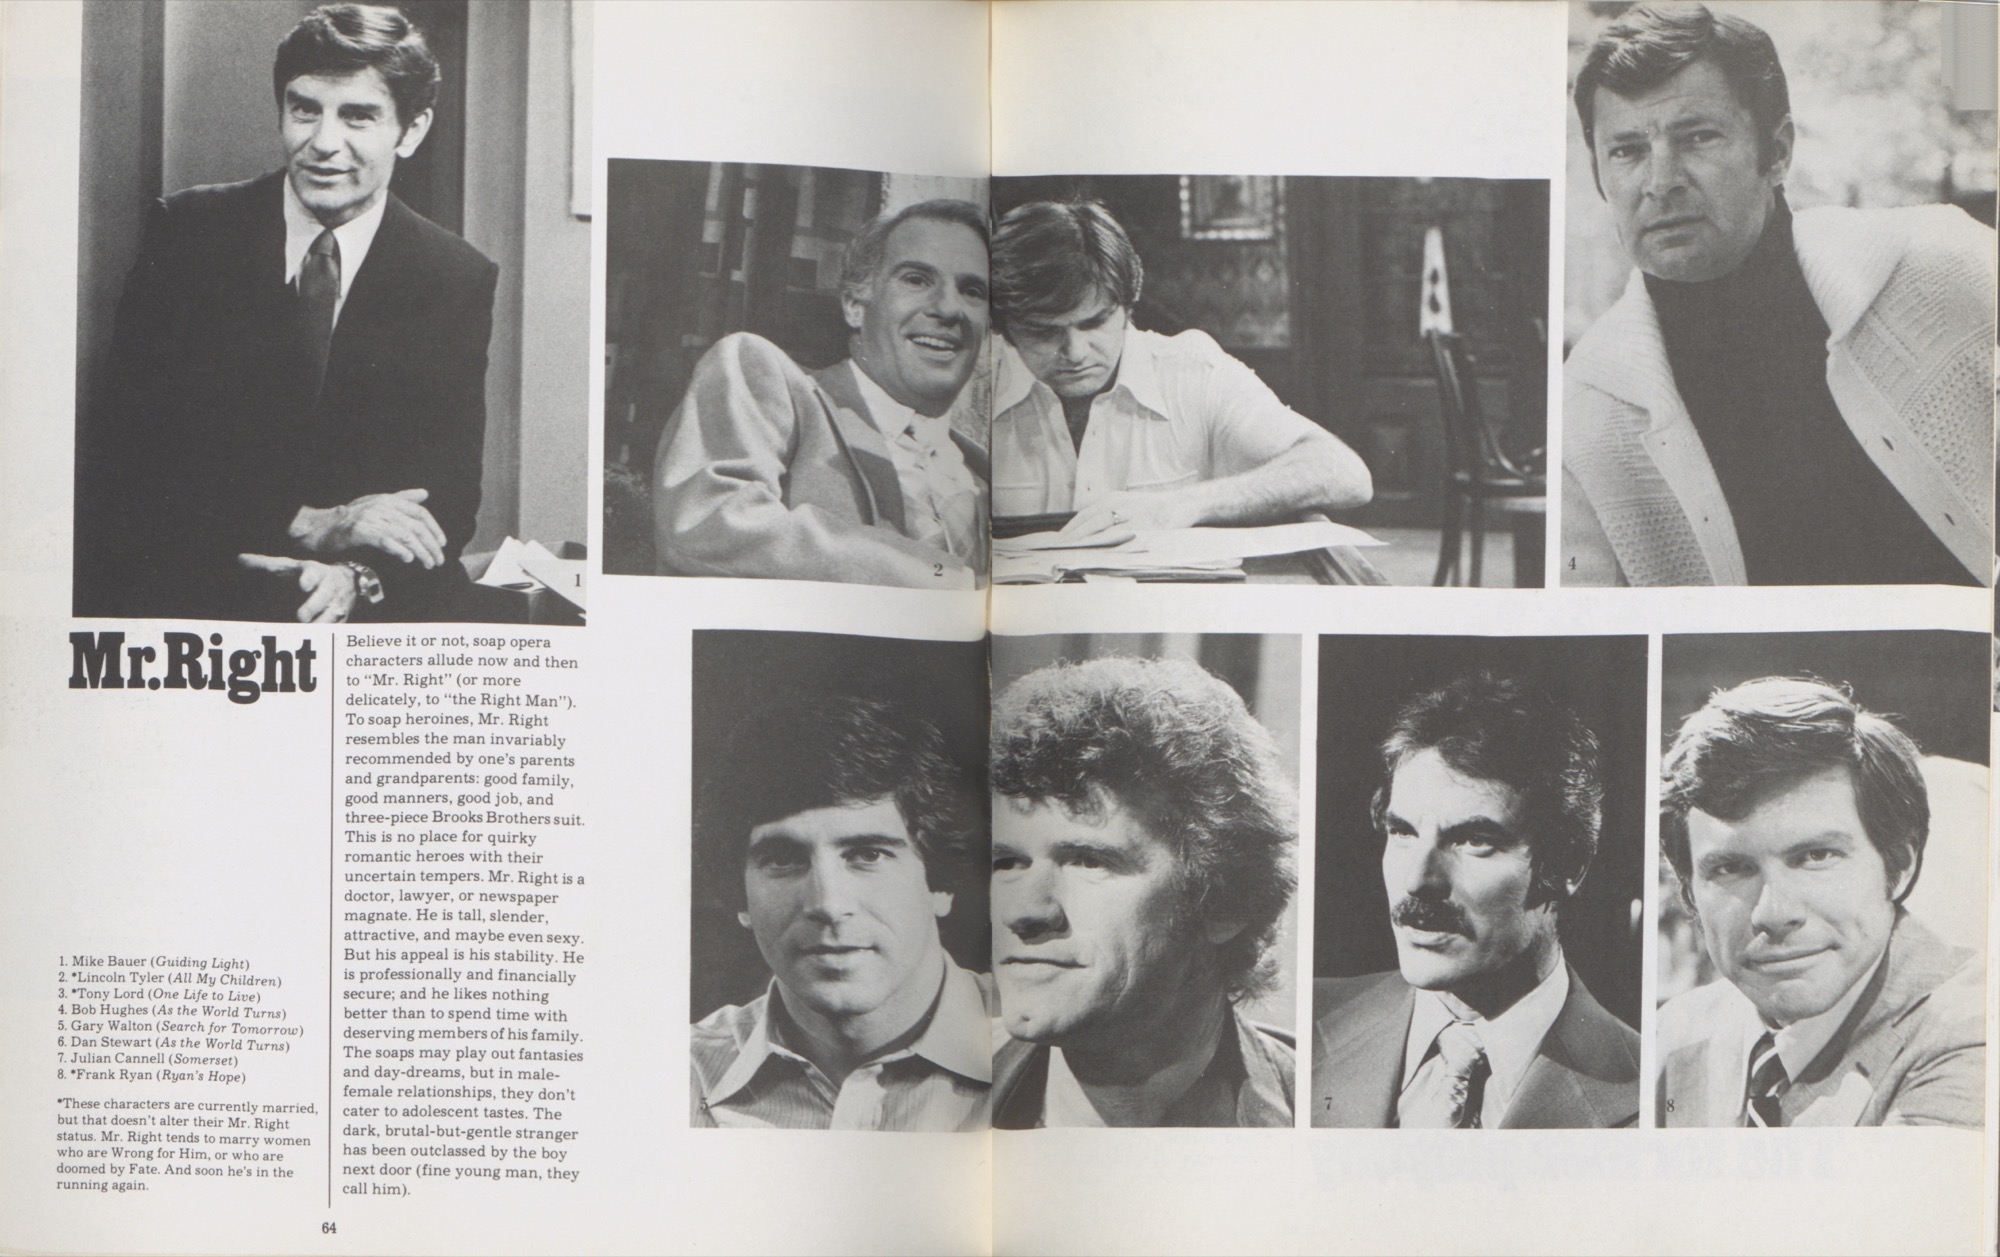 1
2
4
Mr. Right
Believe it or not, soap opera
characters allude now and then
to “Mr. Right” (or more
delicately, to “the Right Man”).
To soap heroines, Mr. Right
resembles the man invariably
recommended by one’s parents
and grandparents: good family,
good manners, good job, and
three-piece Brooks Brothers suit.
This is no place for quirky
romantic heroes with their
uncertain tempers. Mr. Right is a
doctor, lawyer, or newspaper
magnate. He is tall, slender,
attractive, and maybe even sexy.
But his appeal is his stability. He
is professionally and financially
secure; and he likes nothing
better than to spend time with
deserving members of his family.
The soaps may play out fantasies
and day-dreams, but in male-
female relationships, they don’t
cater to adolescent tastes. The
dark, brutal-but-gentle stranger
has been outclassed by the boy
next door (fine young man, they
call him).
1. Mike Bauer (Guiding Light)
2. *Lincoln Tyler (All My Children)
3. *Tony Lord (One Life to Live)
4. Bob Hughes (As the World Turns)
5. Gary Walton (Search for Tomorrow)
6. Dan Stewart (As the World Turns)
7. Julian Cannell (Somerset)
8. *Frank Ryan (Ryan’s Hope)
*These characters are currently married,
but that doesn’t alter their Mr. Right
status. Mr. Right tends to marry women
who are Wrong for Him, or who are
doomed by Fate. And soon he’s in the
running again.
5
7
8
64